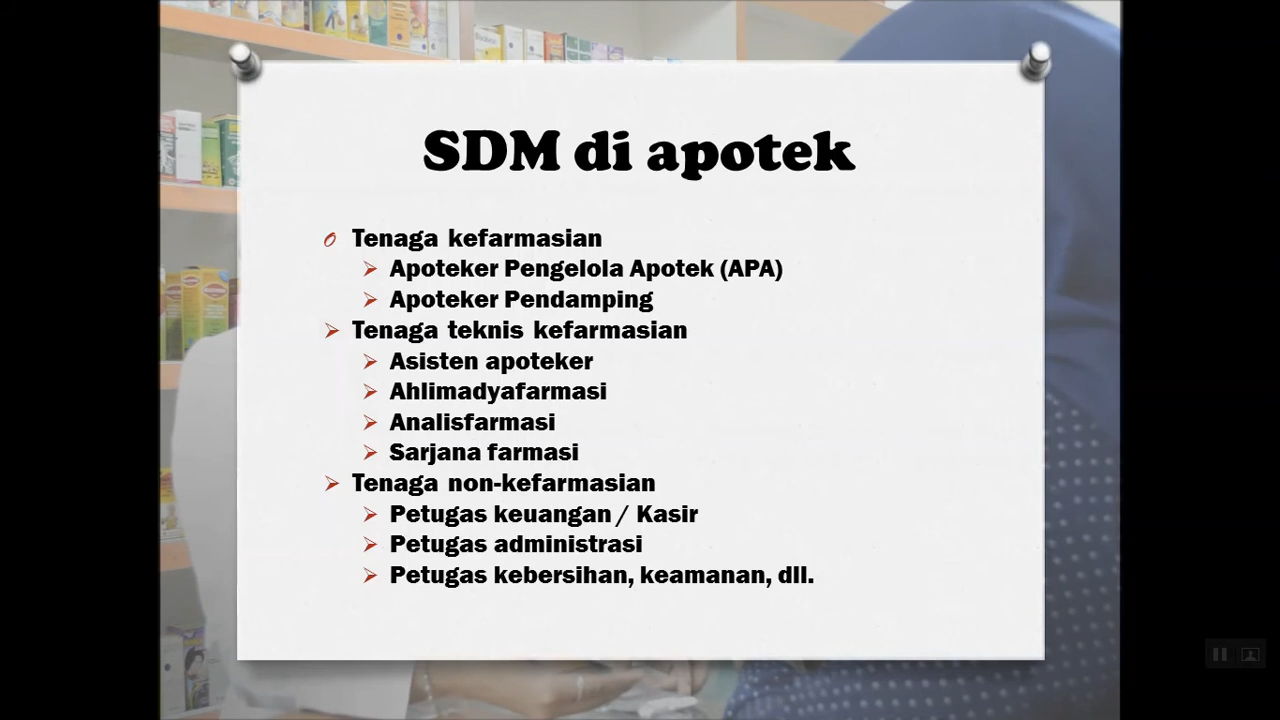 SDM di apotek
Tenaga kefarmasian
Apoteker Pengelola Apotek (APA)
Apoteker Pendamping
Tenaga teknis kefarmasian
Asisten apoteker
Ahlimadyafarmasi
Analisfarmasi
Sarjana farmasi
Tenaga non-kefarmasian
Petugas keuangan / Kasir
Petugas administrasi
Petugas kebersihan, keamanan, dll.